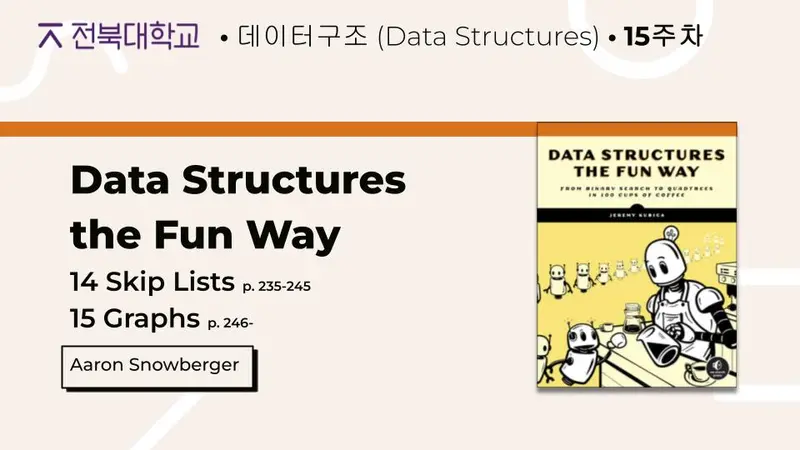 전북대학교 • 데이터구조 (Data Structures) • 15주차
Data Structures
the Fun Way
14 Skip Lists p. 235-245
15 Graphs p. 246-
Aaron Snowberger
DATA STRUCTURES
THE FUN WAY
FROM BINARY SEARCH TO QUADTREES
IN 100 CUPS OF COFFEE
JEREMY KUBICA